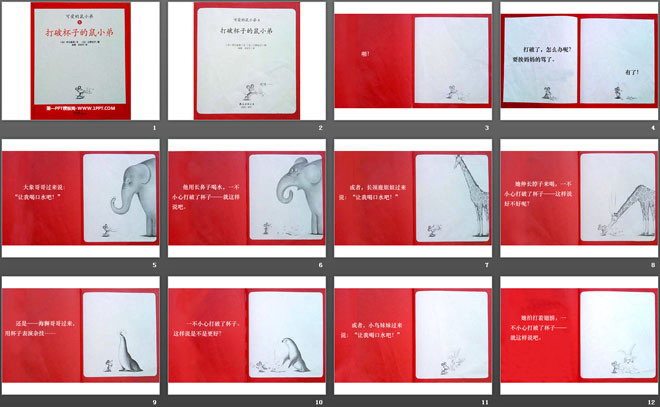 可爱的鼠小弟
打破杯子的鼠小弟
第一PPT模板网-WWW.1PPT.COM
1
可爱的鼠小弟
打破杯子的鼠小弟
2
啪!
3
打破了,怎么办呢?
要挨妈妈的骂了。
有了!
4
大象哥哥过来说:
“让我喝口水吧!”
5
他用长鼻子喝水,一不
小心打破了杯子——就这样
说吧。
6
或者,长颈鹿姐姐过来
说:“让我喝口水吧!”
7
她伸长脖子来喝,一不
小心打破了杯子——这样说
好不好呢?
8
还是——海狮哥哥过来,
用杯子表演杂技……
9
一不小心打破了杯子,
这样说是不是更好?
10
或者,小鸟妹妹过来
说:“让我喝口水吧!”
11
她拍打着翅膀,一
不小心打破了杯子——
就这样说吧。
12